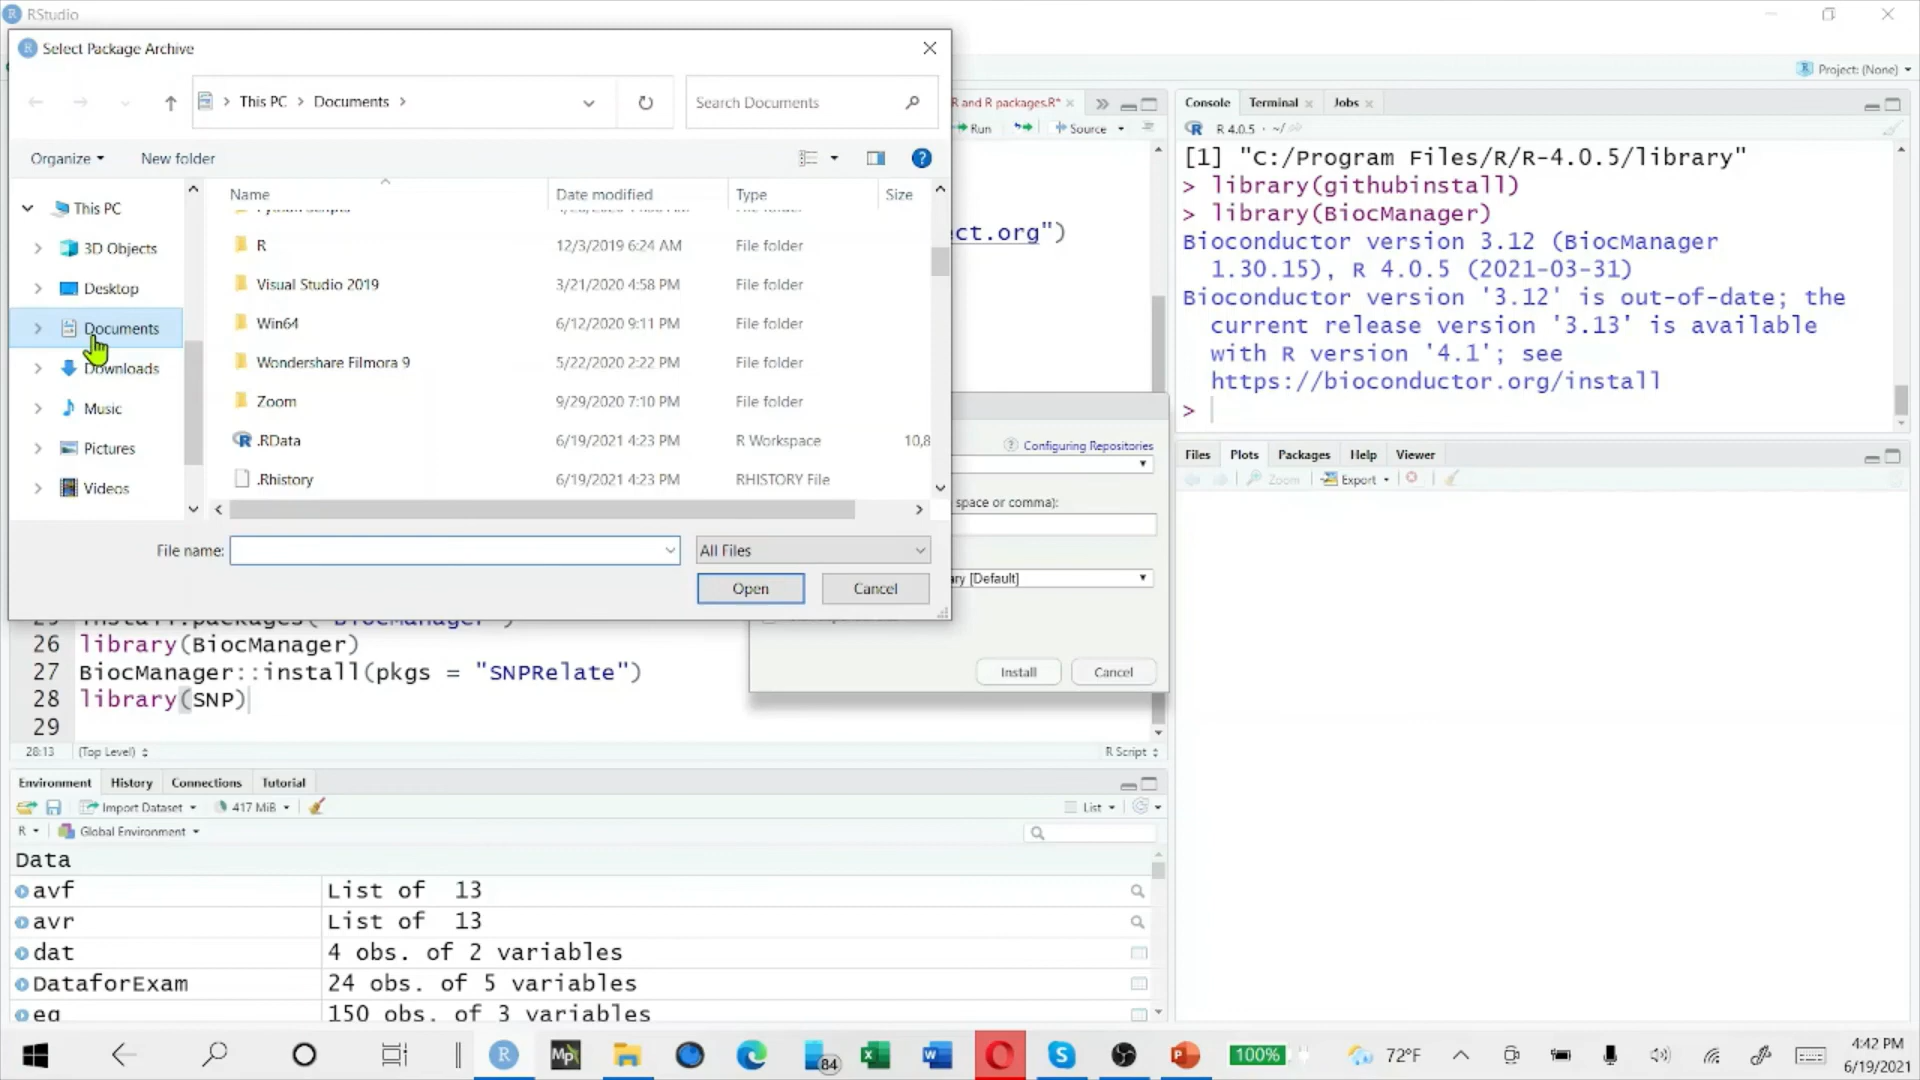 RStudio
Select Package Archive
This PC > Documents >
Search Documents
Organize
New folder
Name
Date modified
Type
Size
This PC
3D Objects
Desktop
Documents
Downloads
Music
Pictures
Videos
R 12/3/2019 6:24 AM File folder
Visual Studio 2019 3/21/2020 4:58 PM File folder
Win64 6/12/2020 9:11 PM File folder
Wondershare Filmora 9 5/22/2020 2:22 PM File folder
Zoom 9/29/2020 7:10 PM File folder
.RData 6/19/2021 4:23 PM R Workspace 10,8
.Rhistory 6/19/2021 4:23 PM RHISTORY File
File name:
All Files
Open
Cancel
Project: (None)
R and R packages.R*
Run
Source
ct.org")
Configuring Repositories
space or comma):
ary [Default]
Install
Cancel
26 library(BiocManager)
27 BiocManager::install(pkgs = "SNPRelate")
28 library(SNP)
29
28:13 (Top Level)
R Script
Console Terminal Jobs
R 4.0.5 · ~/
[1] "C:/Program Files/R/R-4.0.5/library"
> library(githubinstall)
> library(BiocManager)
Bioconductor version 3.12 (BiocManager
1.30.15), R 4.0.5 (2021-03-31)
Bioconductor version '3.12' is out-of-date; the
current release version '3.13' is available
with R version '4.1'; see
https://bioconductor.org/install
>
Files Plots Packages Help Viewer
Zoom Export
Environment History Connections Tutorial
Import Dataset 417 MiB
List
R Global Environment
Data
avf List of 13
avr List of 13
dat 4 obs. of 2 variables
DataforExam 24 obs. of 5 variables
eg 150 obs. of 3 variables
84
100%
72°F
4:42 PM
6/19/2021